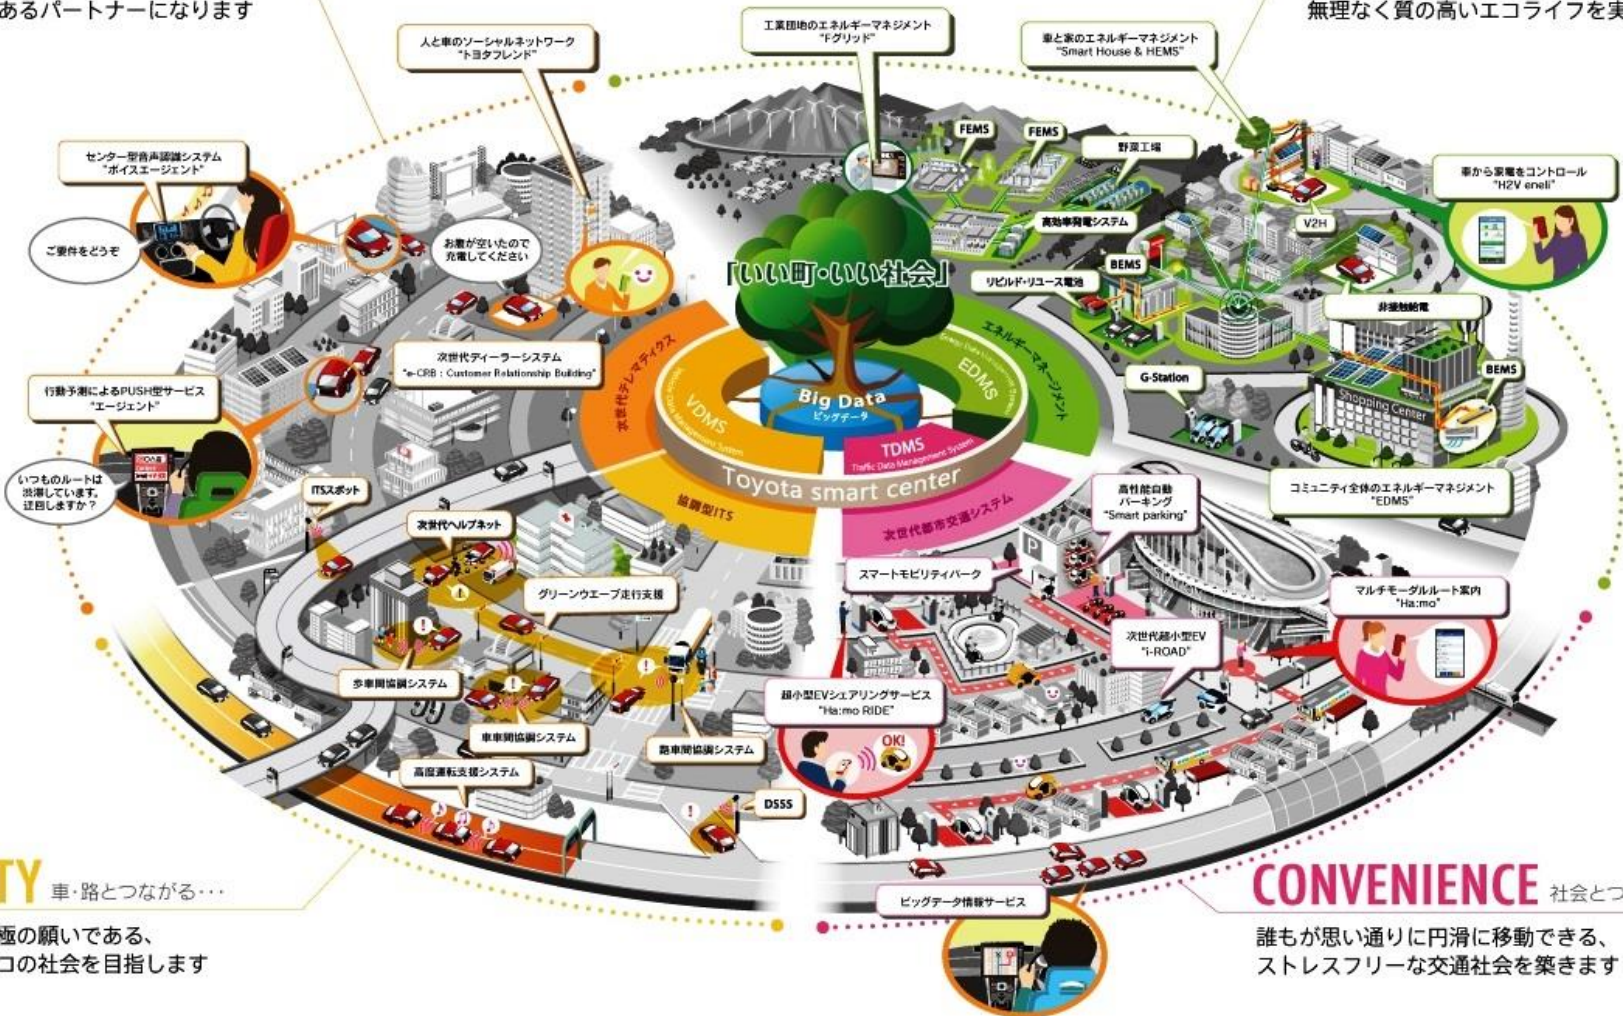 あるパートナーになります
無理なく質の高いエコライフを実
人と車のソーシャルネットワーク
"トヨタフレンド"
工業団地のエネルギーマネジメント
"Fグリッド"
車と家のエネルギーマネジメント
"Smart House & HEMS"
センター型音声認識システム
"ボイスエージェント"
ご要件をどうぞ
お腹が空いたので
充電してください
FEMS
FEMS
野菜工場
高効率発電システム
車から家電をコントロール
"H2V eneli"
V2H
BEMS
リビルド・リユース電池
非接触給電
「いい町・いい社会」
次世代ディーラーシステム
"e-CRB : Customer Relationship Building"
行動予測によるPUSH型サービス
"エージェント"
いつものルートは
渋滞しています。
迂回しますか？
次世代テレマティクス
VDMS
Vehicle Data Management System
エネルギーマネージメント
EDMS
Energy Data Management System
Big Data
ビッグデータ
TDMS
Traffic Data Management System
Toyota smart center
協調型ITS
次世代都市交通システム
G-Station
Shopping Center
BEMS
コミュニティ全体のエネルギーマネジメント
"EDMS"
ITSスポット
次世代ヘルプネット
グリーンウエーブ走行支援
歩車間協調システム
車車間協調システム
路車間協調システム
高度運転支援システム
DSSS
高性能自動
パーキング
"Smart parking"
P
スマートモビリティパーク
マルチモーダルルート案内
"Ha:mo"
次世代超小型EV
"i-ROAD"
超小型EVシェアリングサービス
"Ha:mo RIDE"
OK!
ビッグデータ情報サービス
TY 車・路とつながる・・・
極の願いである、
コの社会を目指します
CONVENIENCE 社会とつ
誰もが思い通りに円滑に移動できる、
ストレスフリーな交通社会を築きます